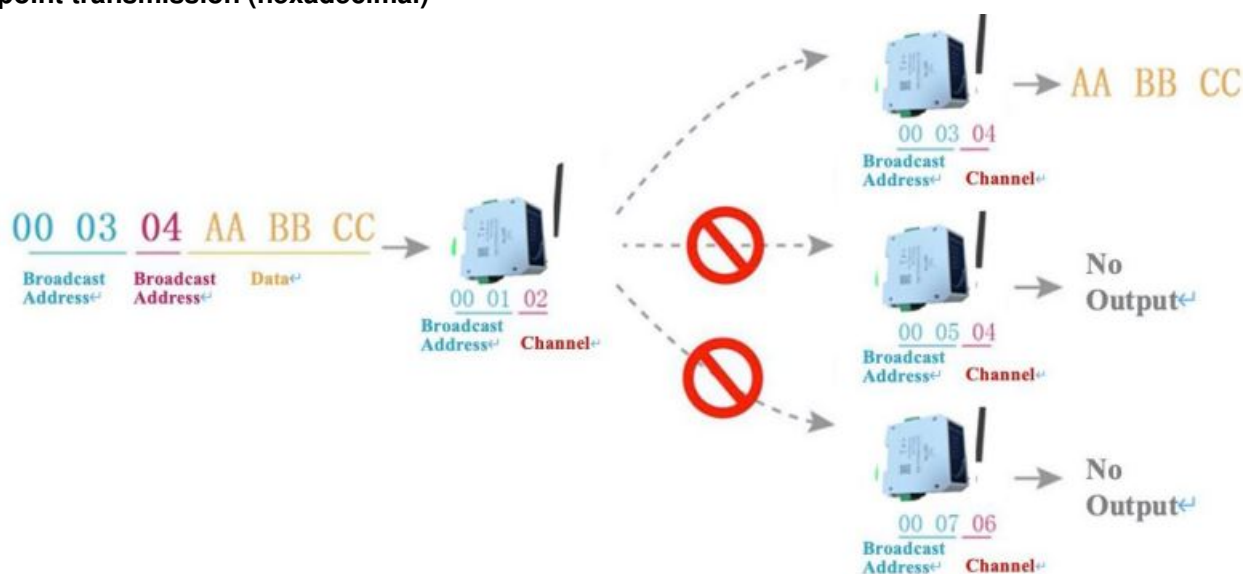 point transmission (hexadecimal)
AA BB CC
00 03 04
Broadcast
Address↵ Channel↵
00 03 04 AA BB CC
Broadcast Broadcast Data↵
Address↵ Address↵
00 01 02
Broadcast
Address↵ Channel↵
No
Output↵
00 05 04
Broadcast
Address↵ Channel↵
No
Output↵
00 07 06
Broadcast
Address↵ Channel↵